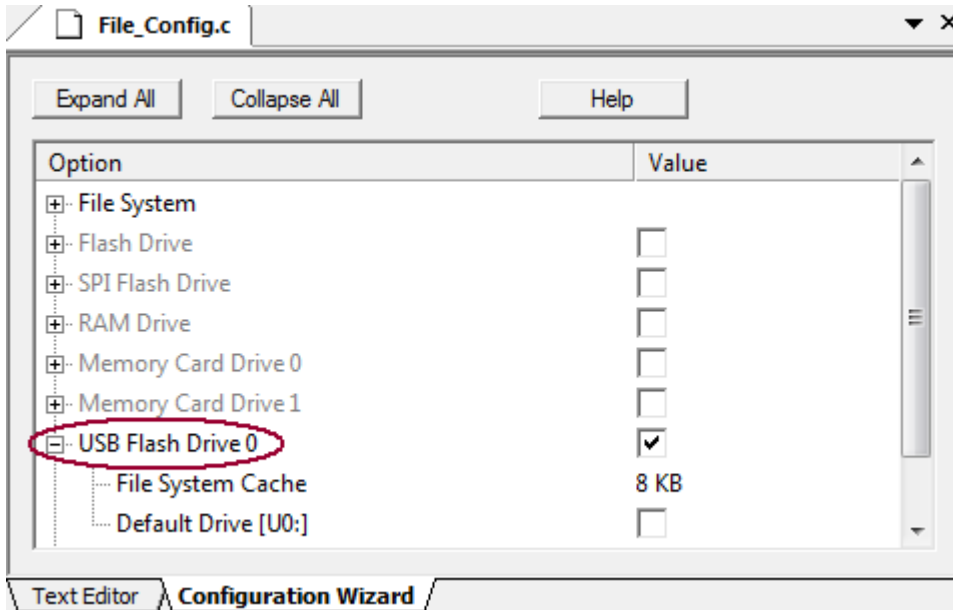 File_Config.c
Expand All Collapse All Help
Option Value
File System
Flash Drive
SPI Flash Drive
RAM Drive
Memory Card Drive 0
Memory Card Drive 1
USB Flash Drive 0
File System Cache 8 KB
Default Drive [U0:]
Text Editor Configuration Wizard